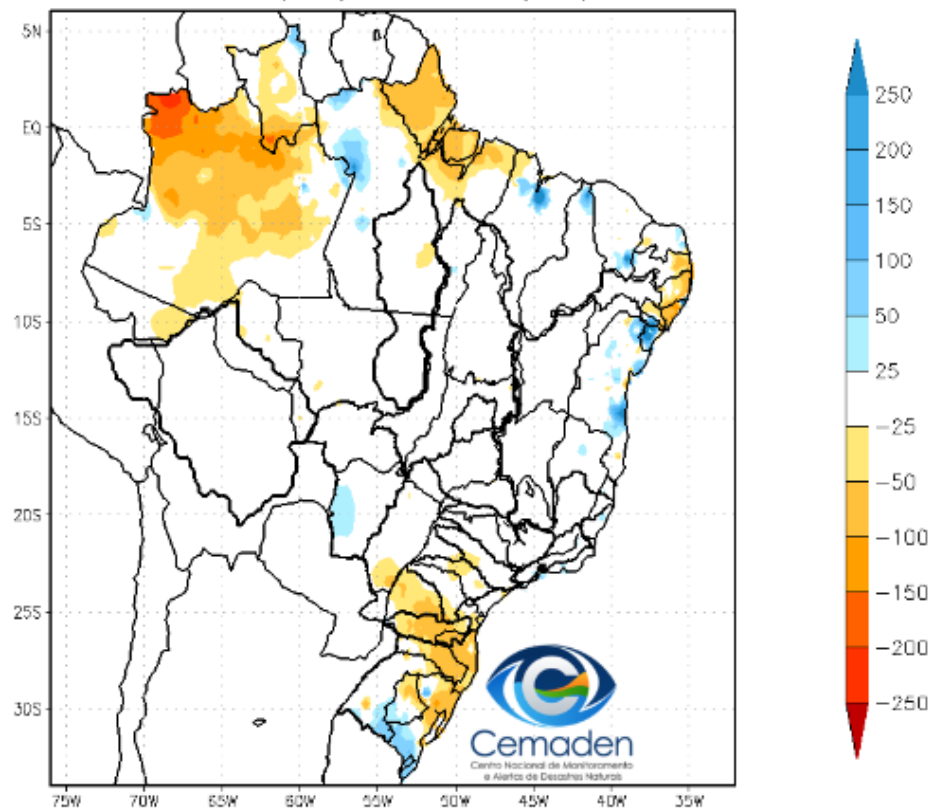 5N
EQ
5S
10S
15S
20S
25S
30S
75W 70W 65W 60W 55W 50W 45W 40W 35W
250
200
150
100
50
25
−25
−50
−100
−150
−200
−250
Cemaden
Centro Nacional de Monitoramento
e Alertas de Desastres Naturais